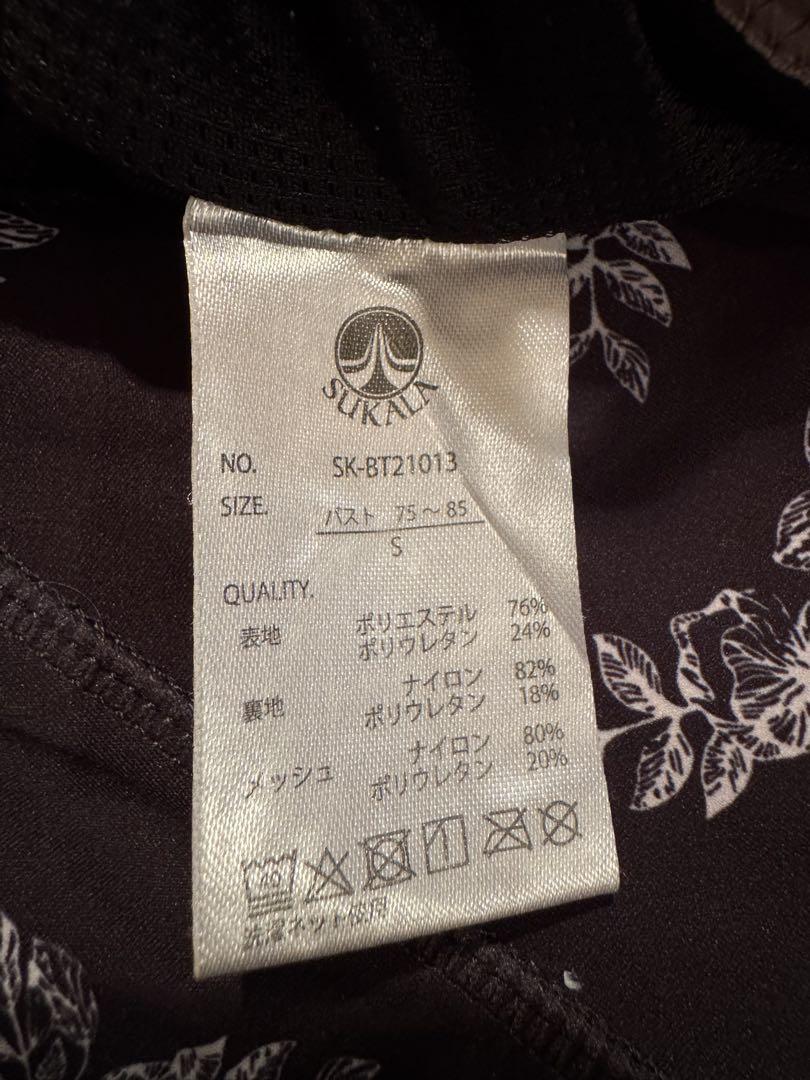 SUKALA
NO. SK-BT21013
SIZE. バスト 75〜85
S
QUALITY.
表地 ポリエステル 76%
ポリウレタン 24%
裏地 ナイロン 82%
ポリウレタン 18%
メッシュ ナイロン 80%
ポリウレタン 20%
40
洗濯ネット使用